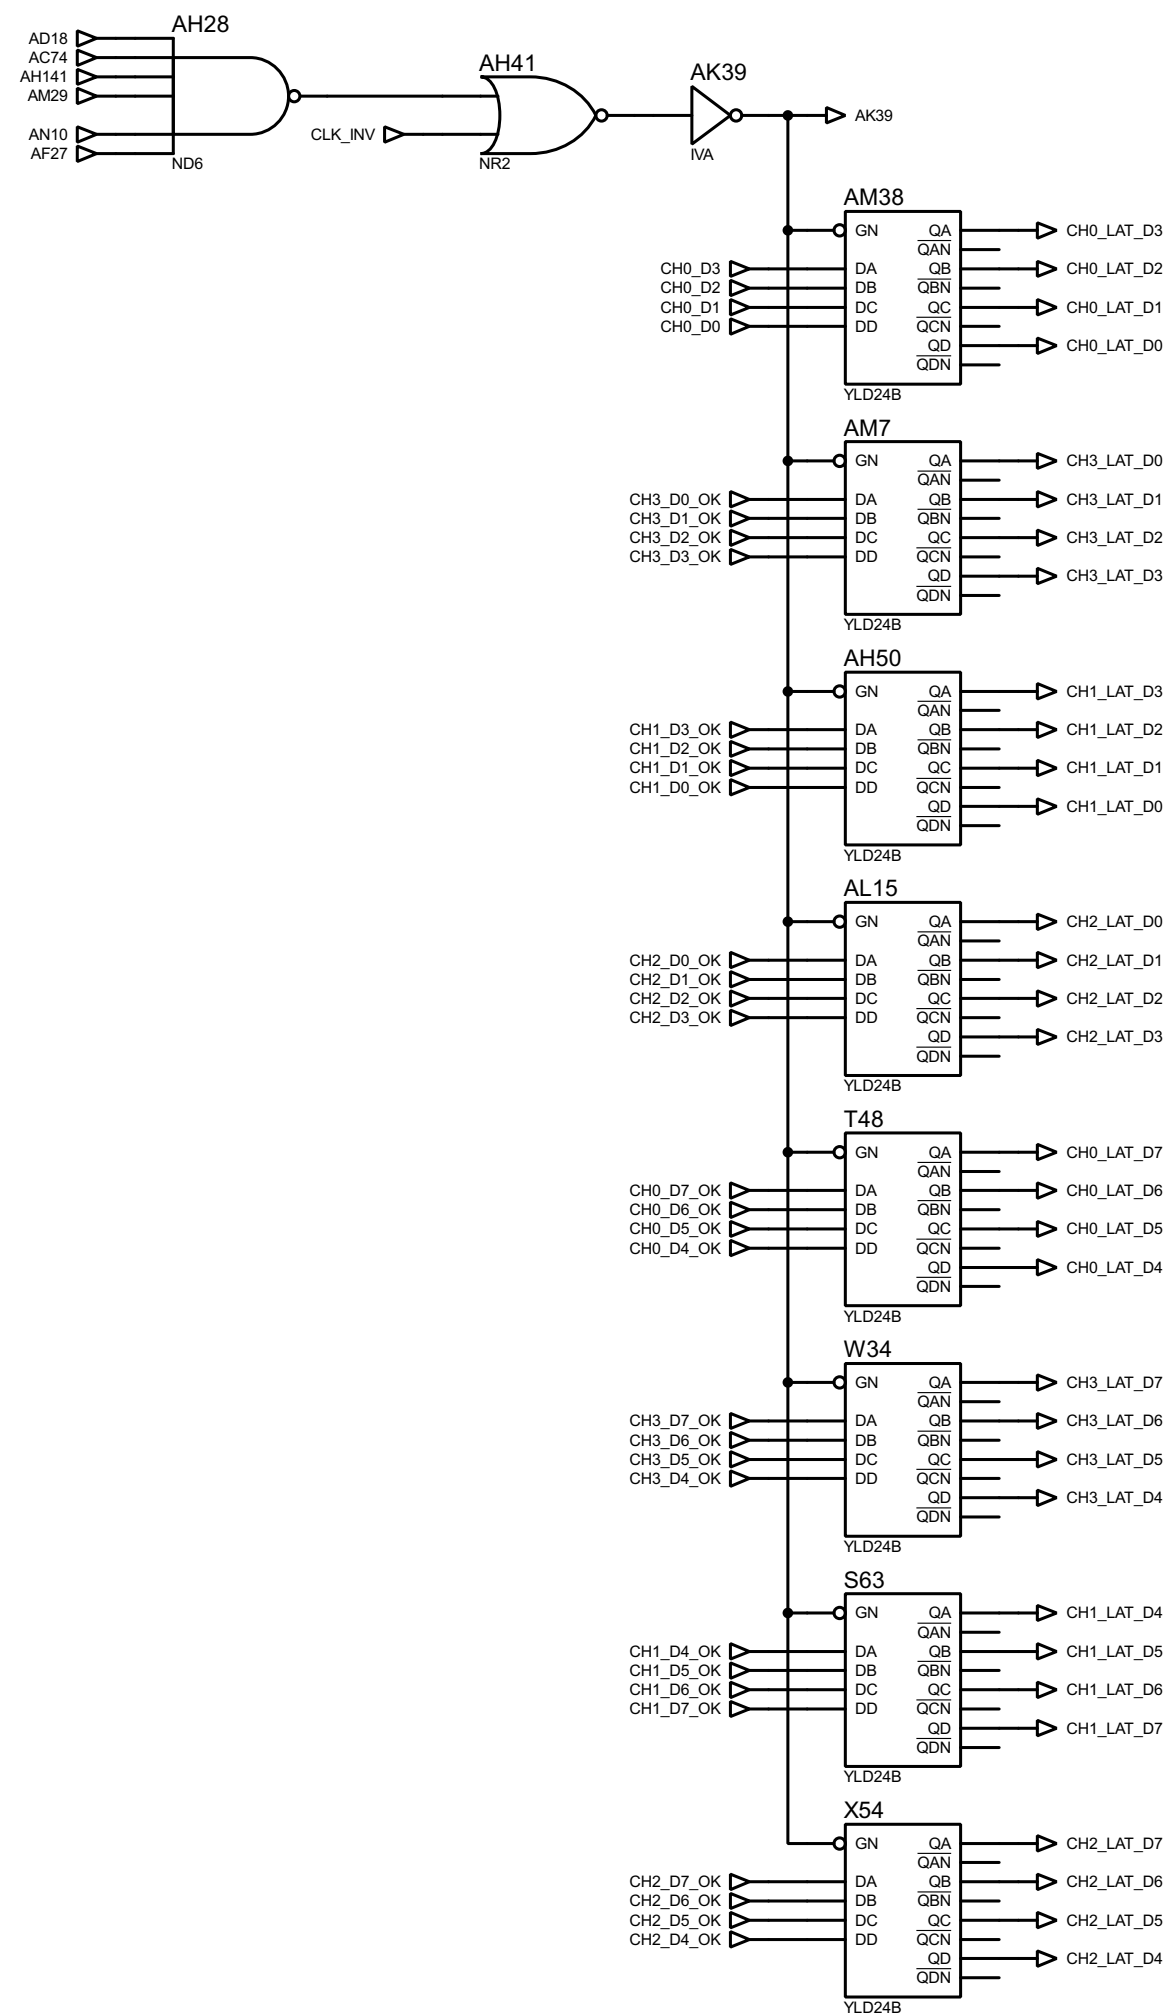 AH28
AD18
AC74
AH141
AM29
AN10
AF27
ND6
AH41
CLK_INV
NR2
AK39
IVA
AK39
AM38
GN QA CH0_LAT_D3
QAN
CH0_D3 DA QB CH0_LAT_D2
CH0_D2 DB QBN
CH0_D1 DC QC CH0_LAT_D1
CH0_D0 DD QCN
QD CH0_LAT_D0
QDN
YLD24B
AM7
GN QA CH3_LAT_D0
QAN
CH3_D0_OK DA QB CH3_LAT_D1
CH3_D1_OK DB QBN
CH3_D2_OK DC QC CH3_LAT_D2
CH3_D3_OK DD QCN
QD CH3_LAT_D3
QDN
YLD24B
AH50
GN QA CH1_LAT_D3
QAN
CH1_D3_OK DA QB CH1_LAT_D2
CH1_D2_OK DB QBN
CH1_D1_OK DC QC CH1_LAT_D1
CH1_D0_OK DD QCN
QD CH1_LAT_D0
QDN
YLD24B
AL15
GN QA CH2_LAT_D0
QAN
CH2_D0_OK DA QB CH2_LAT_D1
CH2_D1_OK DB QBN
CH2_D2_OK DC QC CH2_LAT_D2
CH2_D3_OK DD QCN
QD CH2_LAT_D3
QDN
YLD24B
T48
GN QA CH0_LAT_D7
QAN
CH0_D7_OK DA QB CH0_LAT_D6
CH0_D6_OK DB QBN
CH0_D5_OK DC QC CH0_LAT_D5
CH0_D4_OK DD QCN
QD CH0_LAT_D4
QDN
YLD24B
W34
GN QA CH3_LAT_D7
QAN
CH3_D7_OK DA QB CH3_LAT_D6
CH3_D6_OK DB QBN
CH3_D5_OK DC QC CH3_LAT_D5
CH3_D4_OK DD QCN
QD CH3_LAT_D4
QDN
YLD24B
S63
GN QA CH1_LAT_D4
QAN
CH1_D4_OK DA QB CH1_LAT_D5
CH1_D5_OK DB QBN
CH1_D6_OK DC QC CH1_LAT_D6
CH1_D7_OK DD QCN
QD CH1_LAT_D7
QDN
YLD24B
X54
GN QA CH2_LAT_D7
QAN
CH2_D7_OK DA QB CH2_LAT_D6
CH2_D6_OK DB QBN
CH2_D5_OK DC QC CH2_LAT_D5
CH2_D4_OK DD QCN
QD CH2_LAT_D4
QDN
YLD24B